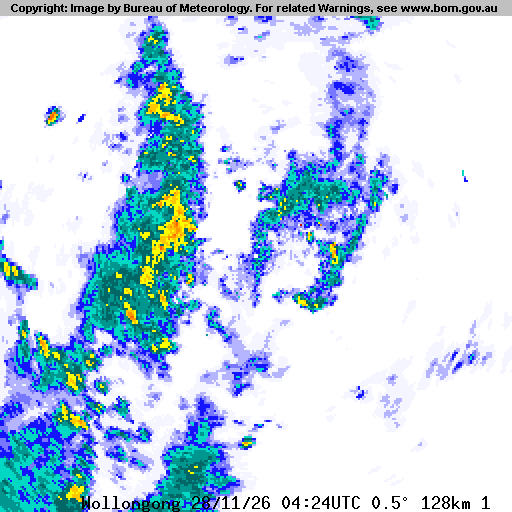 Copyright: Image by Bureau of Meteorology. For related Warnings, see www.bom.gov.au
Wollongong 28/11/26 04:24UTC 0.5° 128km 1